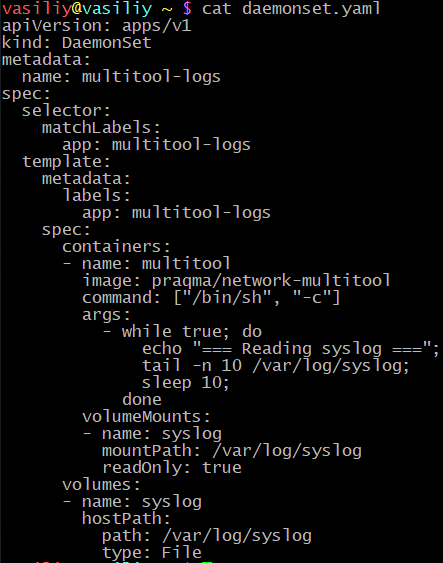 vasiliy@vasiliy ~ $ cat daemonset.yaml
apiVersion: apps/v1
kind: DaemonSet
metadata:
  name: multitool-logs
spec:
  selector:
    matchLabels:
      app: multitool-logs
  template:
    metadata:
      labels:
        app: multitool-logs
    spec:
      containers:
      - name: multitool
        image: praqma/network-multitool
        command: ["/bin/sh", "-c"]
        args:
          - while true; do
              echo "=== Reading syslog ===";
              tail -n 10 /var/log/syslog;
              sleep 10;
            done
        volumeMounts:
        - name: syslog
          mountPath: /var/log/syslog
          readOnly: true
      volumes:
      - name: syslog
        hostPath:
          path: /var/log/syslog
          type: File